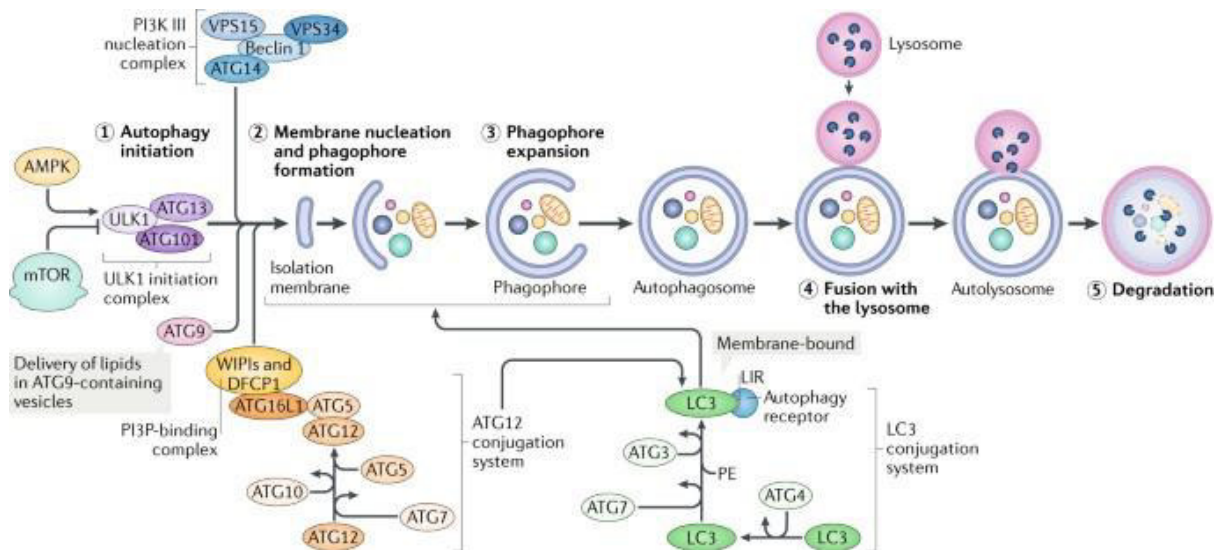 PI3K III
nucleation
complex
VPS15
VPS34
Beclin 1
ATG14
Lysosome
① Autophagy
initiation
② Membrane nucleation
and phagophore
formation
③ Phagophore
expansion
AMPK
ULK1
ATG13
ATG101
mTOR
ULK1 initiation
complex
Isolation
membrane
Phagophore
Autophagosome
④ Fusion with
the lysosome
Autolysosome
⑤ Degradation
ATG9
Delivery of lipids
in ATG9-containing
vesicles
WIPIs and
DFCP1
ATG16L1
ATG5
ATG12
PI3P-binding
complex
ATG5
ATG10
ATG7
ATG12
ATG12
conjugation
system
Membrane-bound
LIR
LC3
Autophagy
receptor
ATG3
PE
ATG7
ATG4
LC3
LC3
LC3
conjugation
system